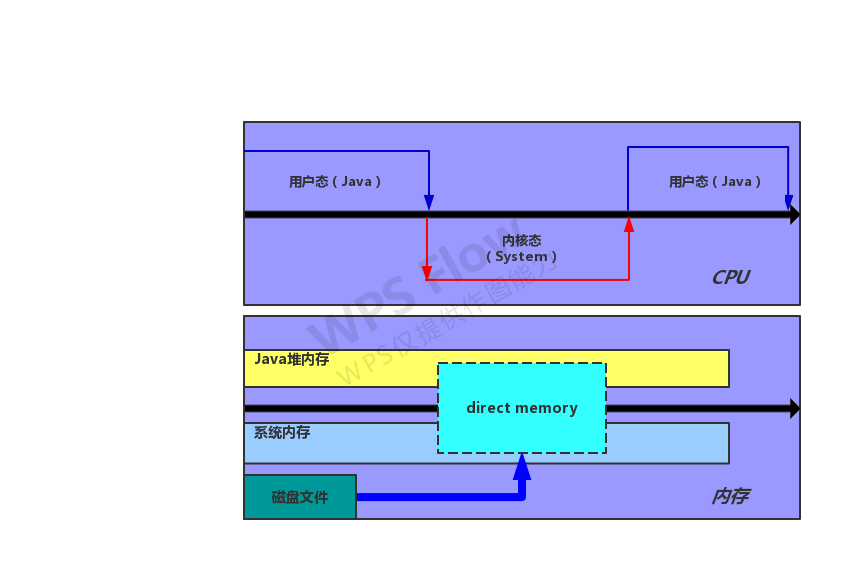 用户态（Java）
用户态（Java）
内核态
（System）
CPU
WPS Flow
WPS仅提供作图能力
Java堆内存
direct memory
系统内存
磁盘文件
内存